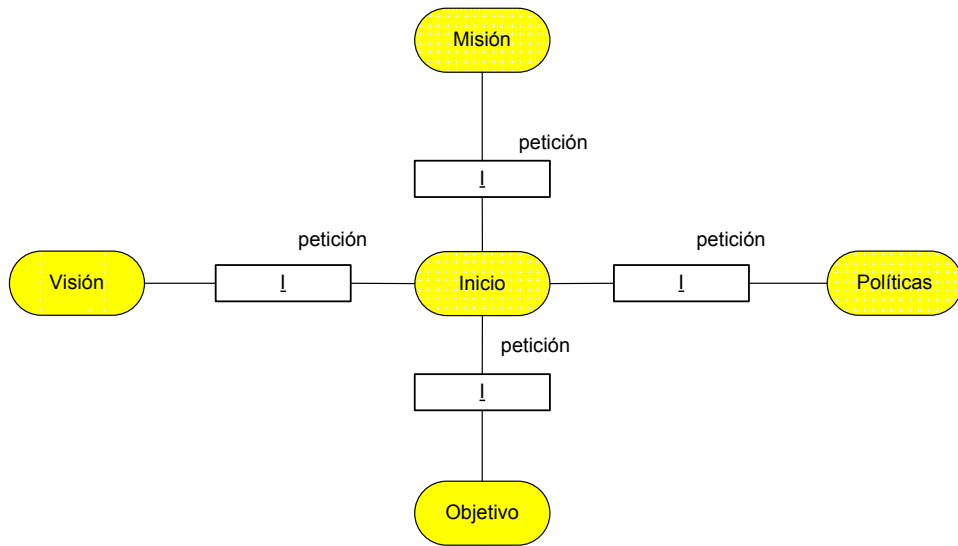 Misión
petición
I
petición
petición
Visión
I
Inicio
I
Políticas
petición
I
Objetivo